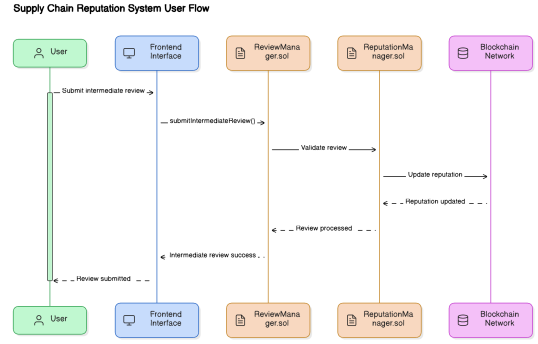 Supply Chain Reputation System User Flow
User
Frontend
Interface
ReviewMana
ger.sol
ReputationMa
nager.sol
Blockchain
Network
Submit intermediate review
submitIntermediateReview()
Validate review
Update reputation
Reputation updated
Review processed
Intermediate review success
Review submitted
User
Frontend
Interface
ReviewMana
ger.sol
ReputationMa
nager.sol
Blockchain
Network